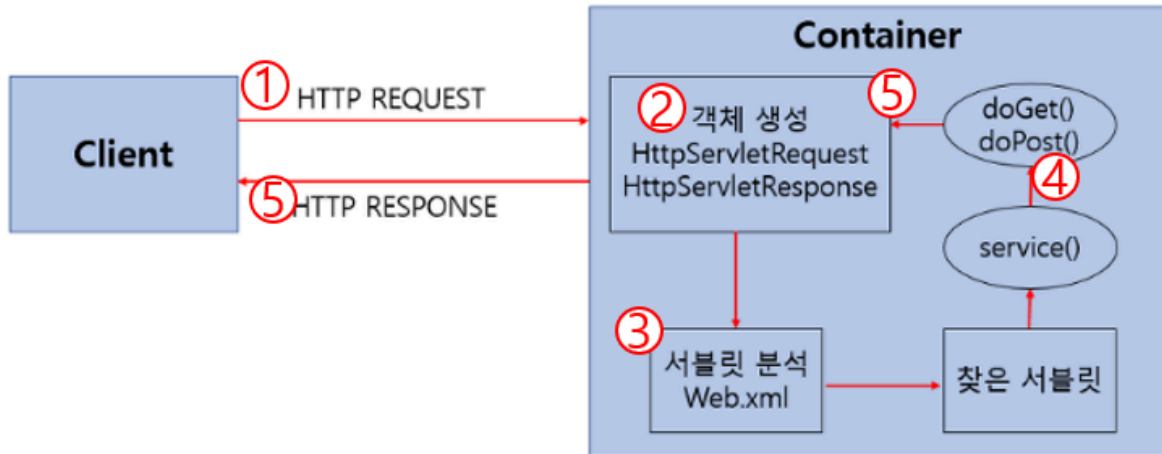 Container
Client
① HTTP REQUEST
⑤ HTTP RESPONSE
② 객체 생성
HttpServletRequest
HttpServletResponse
⑤
doGet()
doPost()
④
service()
③ 서블릿 분석
Web.xml
찾은 서블릿